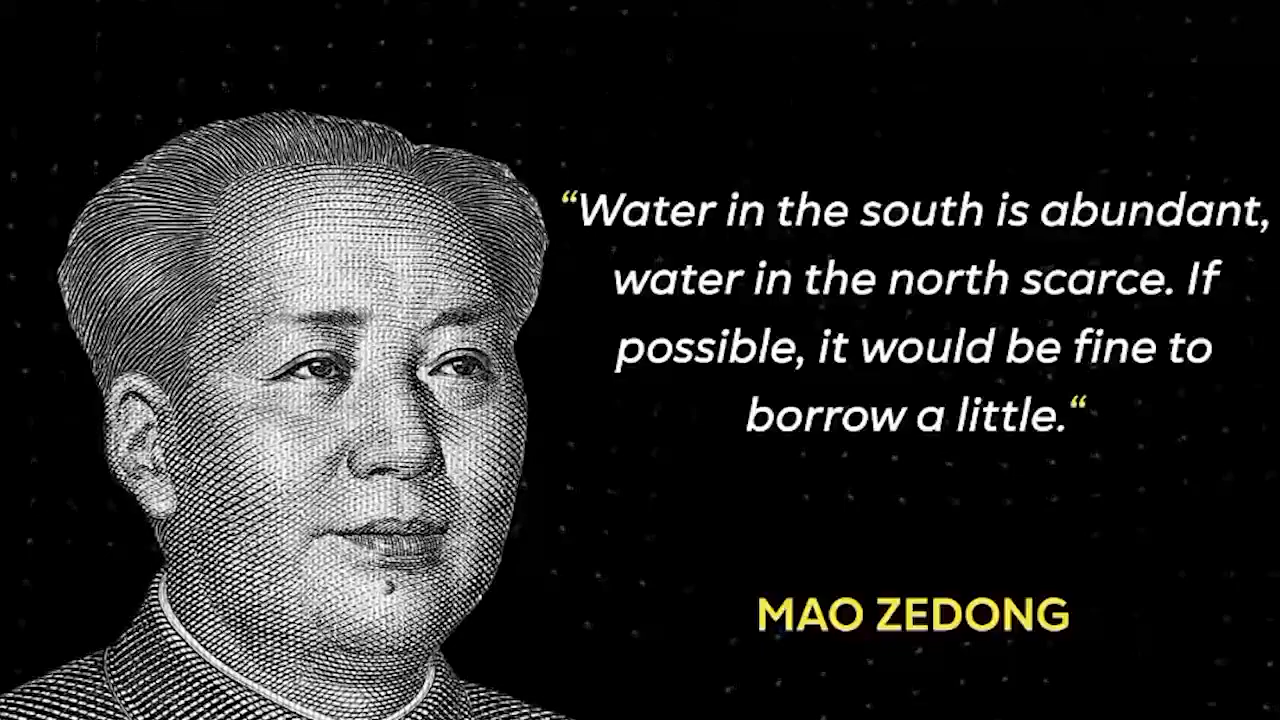 “Water in the south is abundant,
water in the north scarce. If
possible, it would be fine to
borrow a little.“
MAO ZEDONG